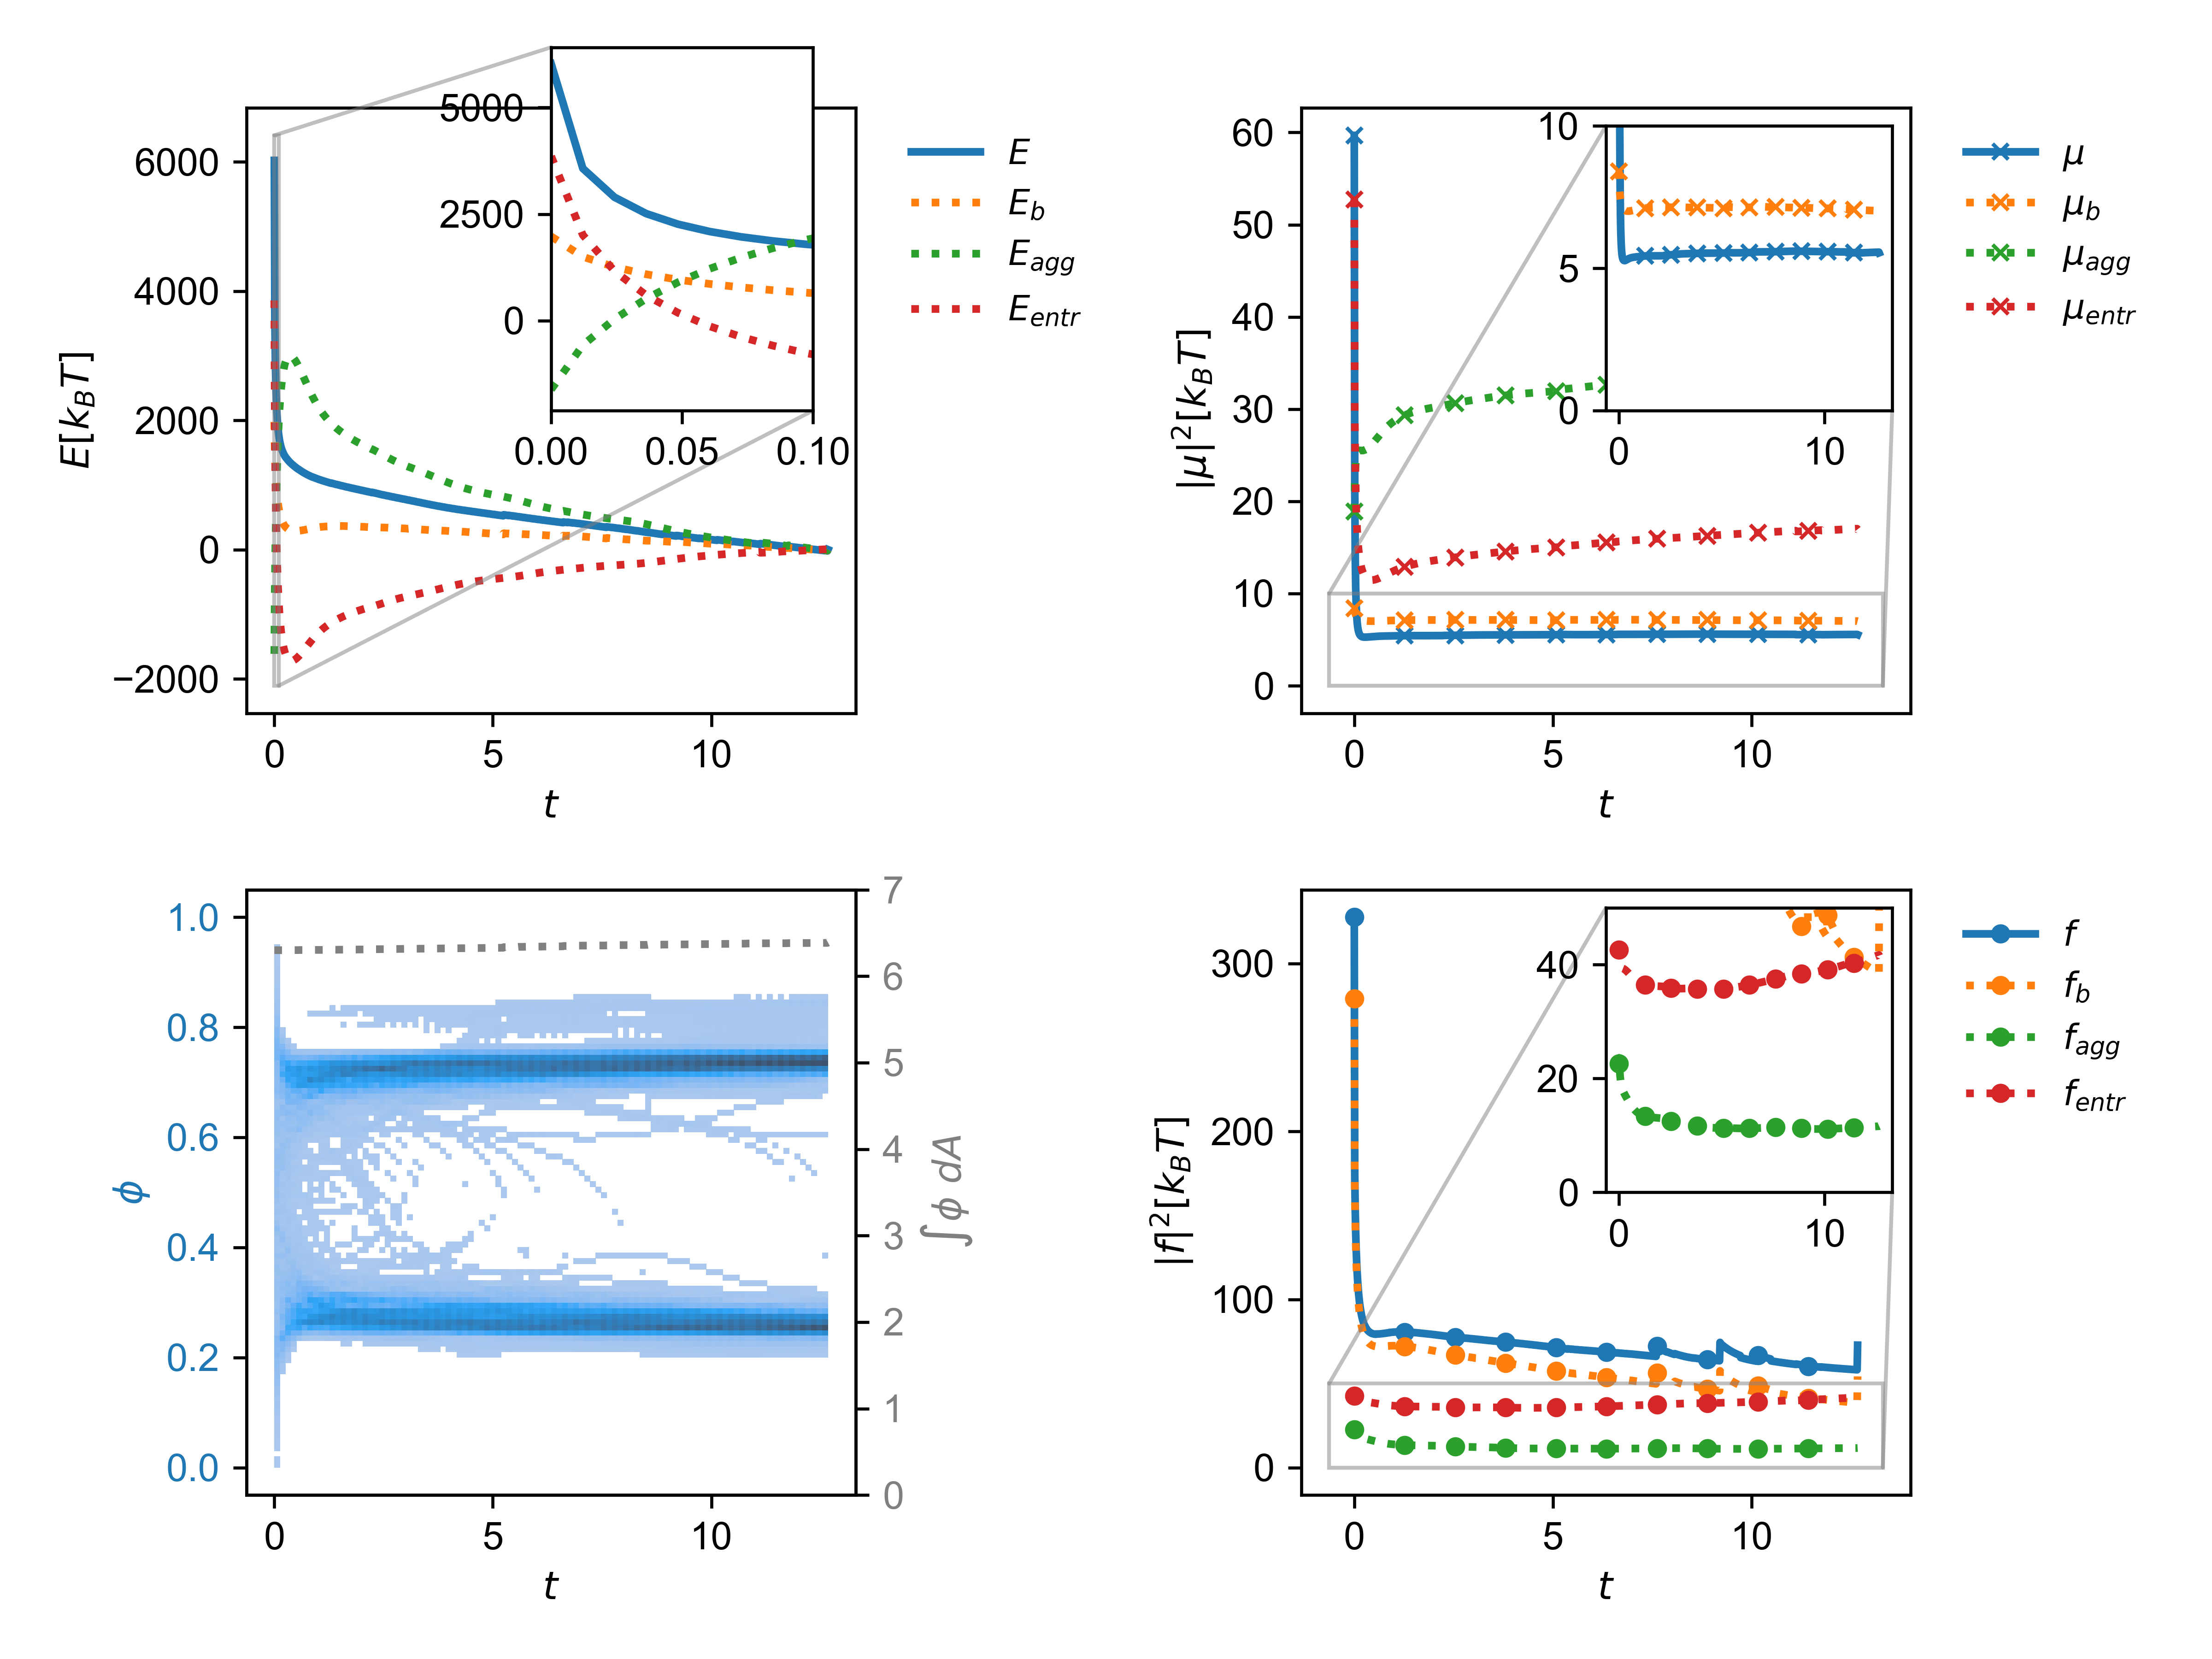 E[k_BT]
6000
4000
2000
0
−2000
0
5
10
t
5000
2500
0
0.00
0.05
0.10
E
E_b
E_agg
E_entr
|μ|²[k_BT]
60
50
40
30
20
10
0
0
5
10
t
10
5
0
0
10
μ
μ_b
μ_agg
μ_entr
ϕ
1.0
0.8
0.6
0.4
0.2
0.0
0
5
10
t
7
6
5
4
3
2
1
0
∫ ϕ dA
|f|²[k_BT]
300
200
100
0
0
5
10
t
40
20
0
0
10
f
f_b
f_agg
f_entr